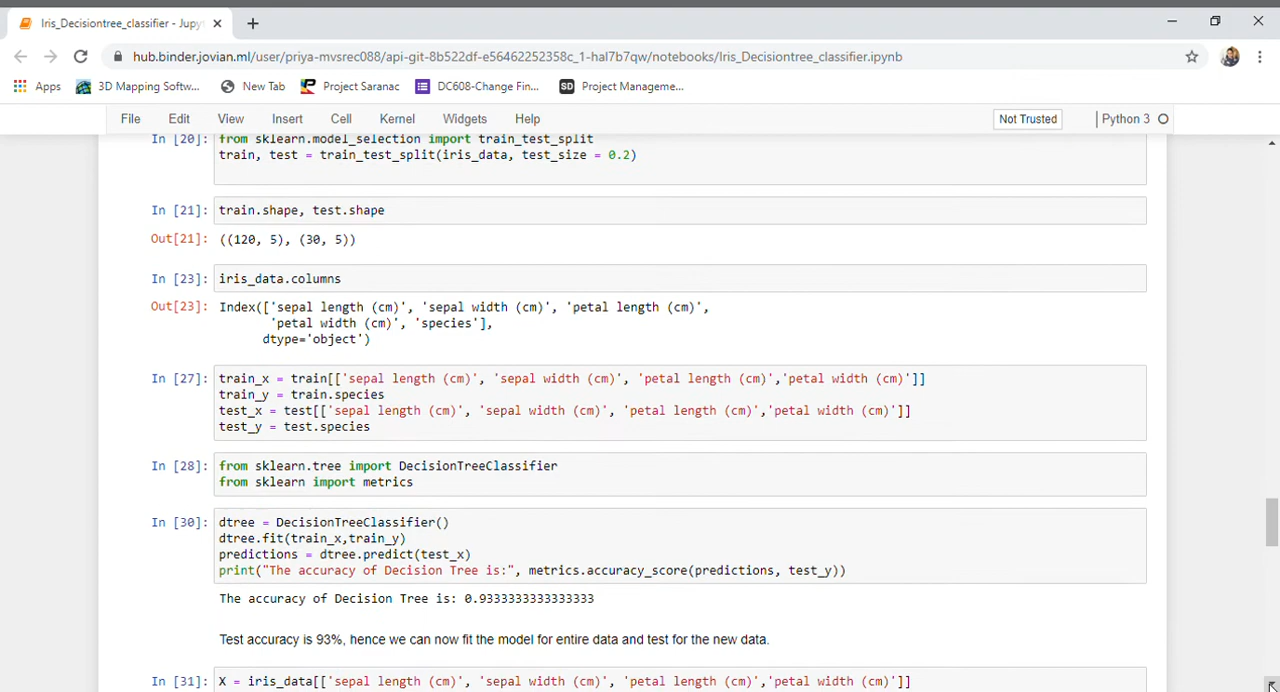 Iris_Decisiontree_classifier - Jupy
hub.binder.jovian.ml/user/priya-mvsrec088/api-git-8b522df-e56462252358c_1-hal7b7qw/notebooks/Iris_Decisiontree_classifier.ipynb
Apps 3D Mapping Softw... New Tab Project Saranac DC608-Change Fin... SD Project Manageme...
File Edit View Insert Cell Kernel Widgets Help Not Trusted Python 3
In [20]: from sklearn.model_selection import train_test_split
train, test = train_test_split(iris_data, test_size = 0.2)
In [21]: train.shape, test.shape
Out[21]: ((120, 5), (30, 5))
In [23]: iris_data.columns
Out[23]: Index(['sepal length (cm)', 'sepal width (cm)', 'petal length (cm)',
'petal width (cm)', 'species'],
dtype='object')
In [27]: train_x = train[['sepal length (cm)', 'sepal width (cm)', 'petal length (cm)','petal width (cm)']]
train_y = train.species
test_x = test[['sepal length (cm)', 'sepal width (cm)', 'petal length (cm)','petal width (cm)']]
test_y = test.species
In [28]: from sklearn.tree import DecisionTreeClassifier
from sklearn import metrics
In [30]: dtree = DecisionTreeClassifier()
dtree.fit(train_x,train_y)
predictions = dtree.predict(test_x)
print("The accuracy of Decision Tree is:", metrics.accuracy_score(predictions, test_y))
The accuracy of Decision Tree is: 0.9333333333333333
Test accuracy is 93%, hence we can now fit the model for entire data and test for the new data.
In [31]: X = iris_data[['sepal length (cm)', 'sepal width (cm)', 'petal length (cm)','petal width (cm)']]